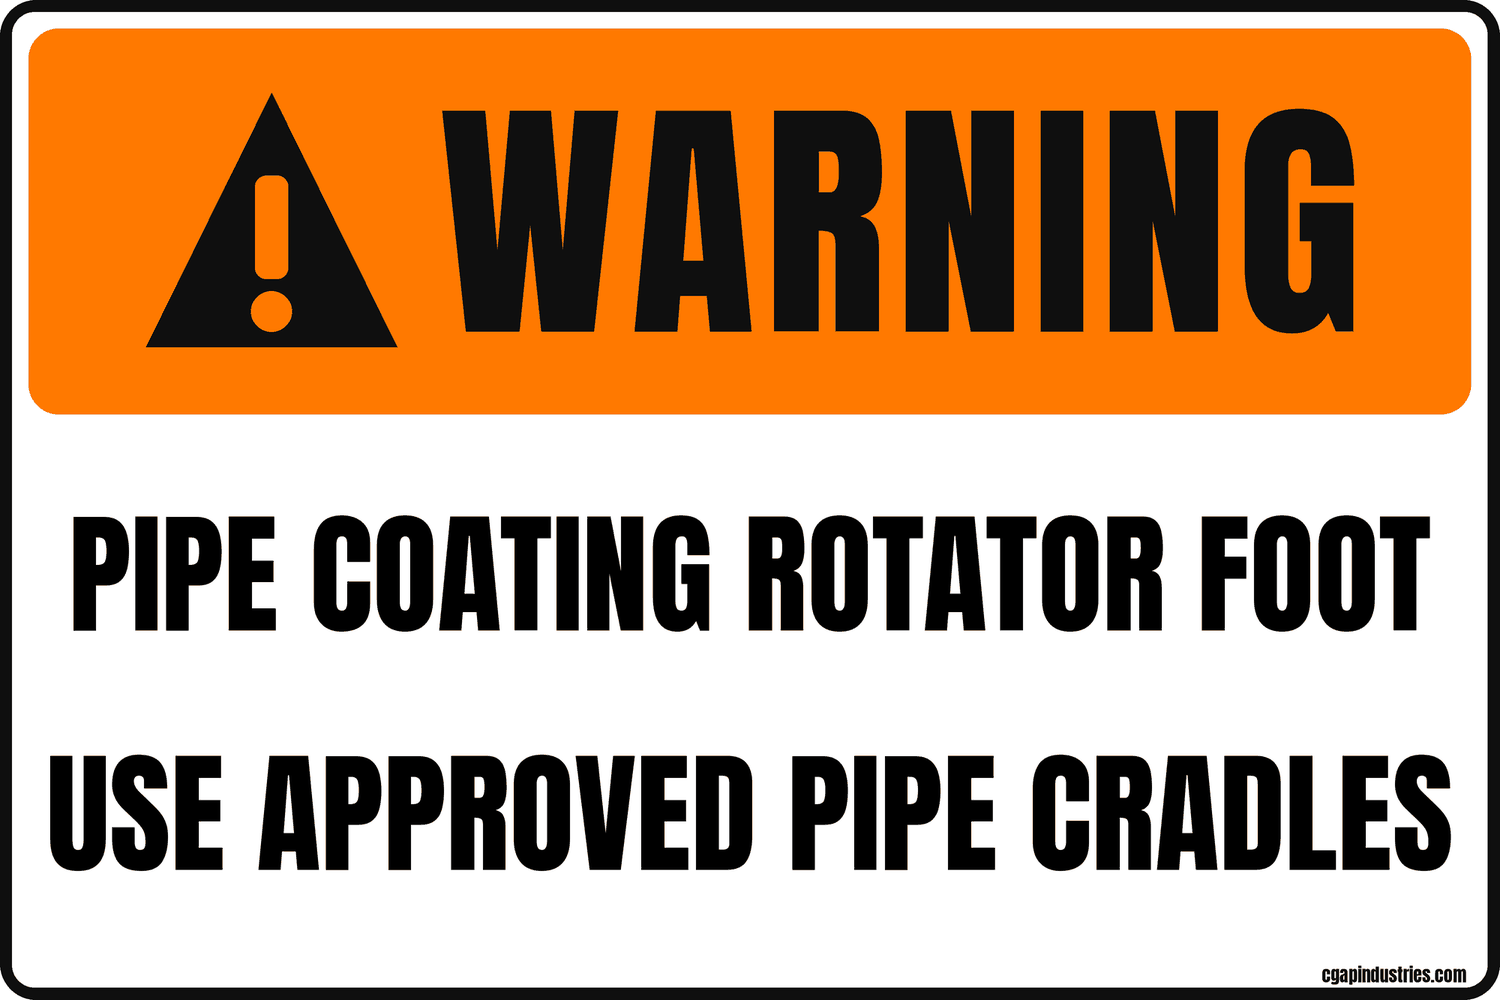 WARNING
PIPE COATING ROTATOR FOOT
USE APPROVED PIPE CRADLES
cgapindustries.com